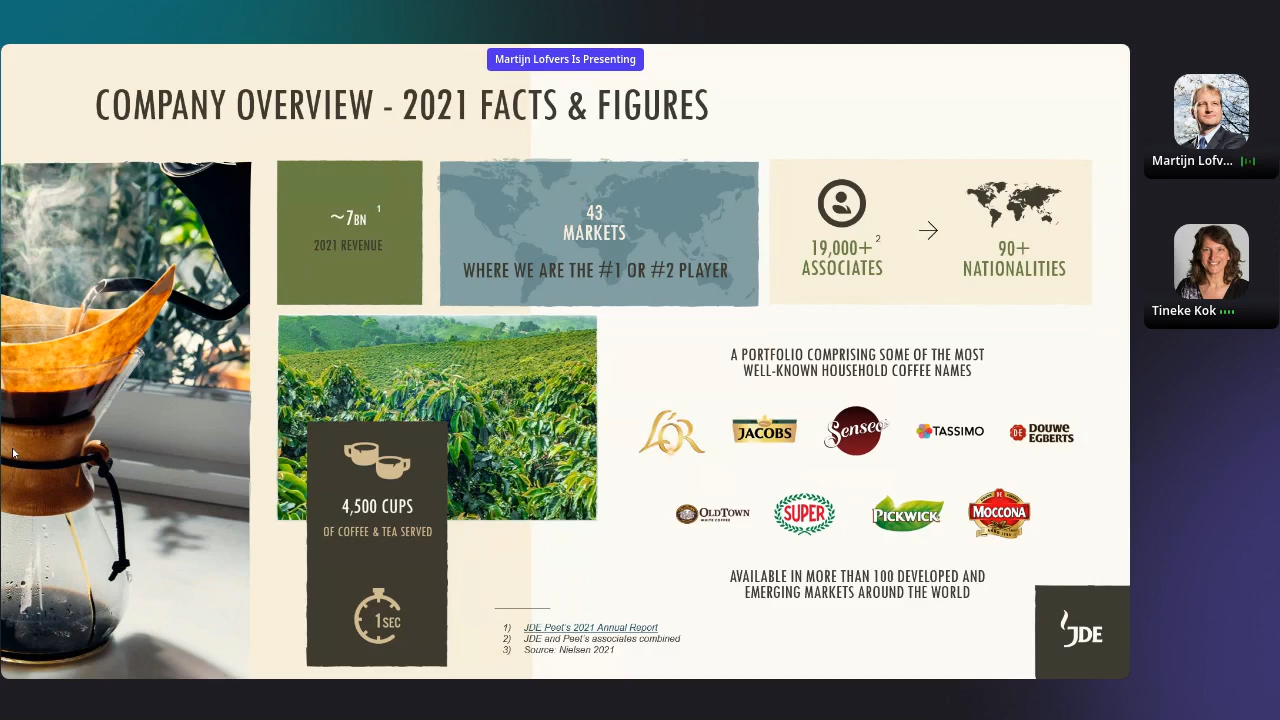 Martijn Lofvers Is Presenting
COMPANY OVERVIEW - 2021 FACTS & FIGURES
~7BN 1
2021 REVENUE
43
MARKETS
WHERE WE ARE THE #1 OR #2 PLAYER
19,000+ 2
ASSOCIATES
90+
NATIONALITIES
Martijn Lofv...
Tineke Kok
A PORTFOLIO COMPRISING SOME OF THE MOST
WELL-KNOWN HOUSEHOLD COFFEE NAMES
L'OR
JACOBS
Senseo
TASSIMO
DE
DOUWE
EGBERTS
4,500 CUPS
OF COFFEE & TEA SERVED
1SEC
OLDTOWN
WHITE COFFEE
SUPER
PICKWICK
DE
MOCCONA
AVAILABLE IN MORE THAN 100 DEVELOPED AND
EMERGING MARKETS AROUND THE WORLD
1) JDE Peet's 2021 Annual Report
2) JDE and Peet's associates combined
3) Source: Nielsen 2021
JDE